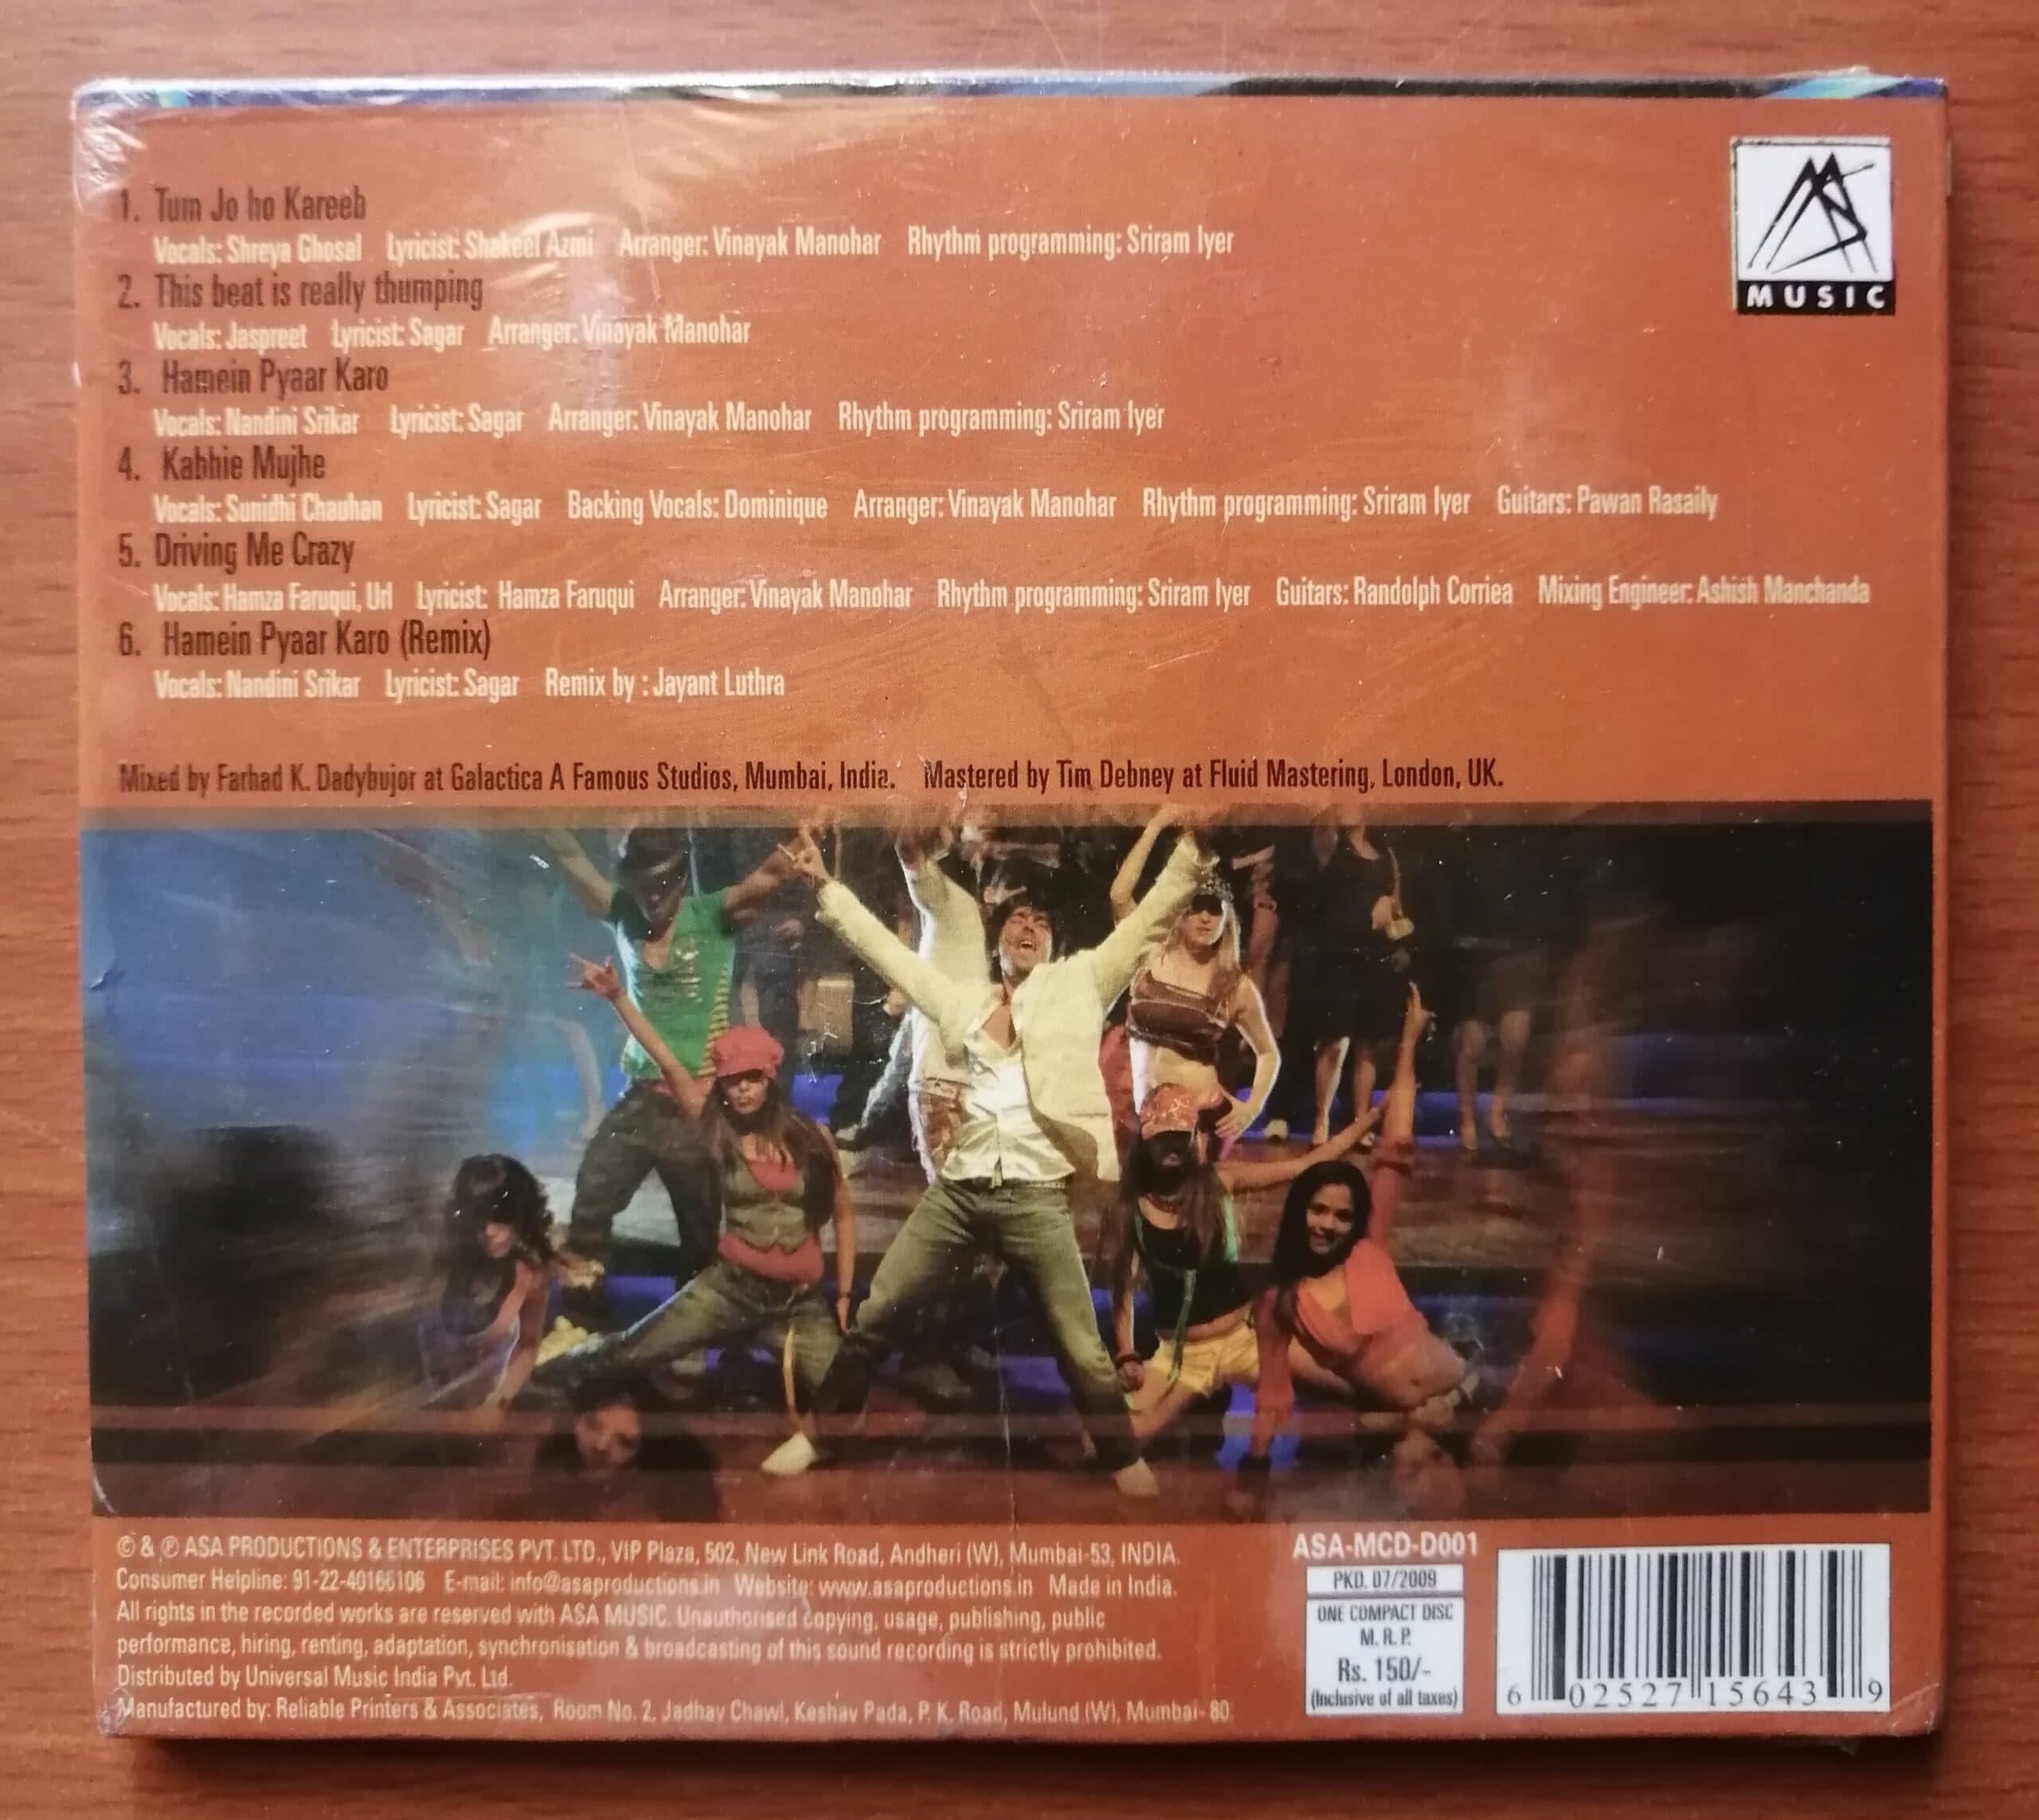 1. Tum Jo ho Kareeb
Vocals: Shreya Ghosal Lyricist: Shakeel Azmi Arranger: Vinayak Manohar Rhythm programming: Sriram Iyer
2. This beat is really thumping
Vocals: Jaspreet Lyricist: Sagar Arranger: Vinayak Manohar
3. Hamein Pyaar Karo
Vocals: Nandini Srikar Lyricist: Sagar Arranger: Vinayak Manohar Rhythm programming: Sriram Iyer
4. Kabhie Mujhe
Vocals: Sunidhi Chauhan Lyricist: Sagar Backing Vocals: Dominique Arranger: Vinayak Manohar Rhythm programming: Sriram Iyer Guitars: Pawan Rasaily
5. Driving Me Crazy
Vocals: Hamza Faruqui, Url Lyricist: Hamza Faruqui Arranger: Vinayak Manohar Rhythm programming: Sriram Iyer Guitars: Randolph Corriea Mixing Engineer: Ashish Manchanda
6. Hamein Pyaar Karo (Remix)
Vocals: Nandini Srikar Lyricist: Sagar Remix by : Jayant Luthra
MUSIC
Mixed by Farhad K. Dadybujor at Galactica A Famous Studios, Mumbai, India. Mastered by Tim Debney at Fluid Mastering, London, UK.
© & ℗ ASA PRODUCTIONS & ENTERPRISES PVT. LTD., VIP Plaza, 502, New Link Road, Andheri (W), Mumbai-53, INDIA.
Consumer Helpline: 91-22-40166106 E-mail: info@asaproductions.in Website: www.asaproductions.in Made in India.
All rights in the recorded works are reserved with ASA MUSIC. Unauthorised copying, usage, publishing, public
performance, hiring, renting, adaptation, synchronisation & broadcasting of this sound recording is strictly prohibited.
Distributed by Universal Music India Pvt. Ltd.
Manufactured by: Reliable Printers & Associates, Room No. 2, Jadhav Chawl, Keshav Pada, P. K. Road, Mulund (W), Mumbai- 80.
ASA-MCD-D001
PKD. 07/2009
ONE COMPACT DISC
M. R. P.
Rs. 150/-
(Inclusive of all taxes)
6 02527 15643 9